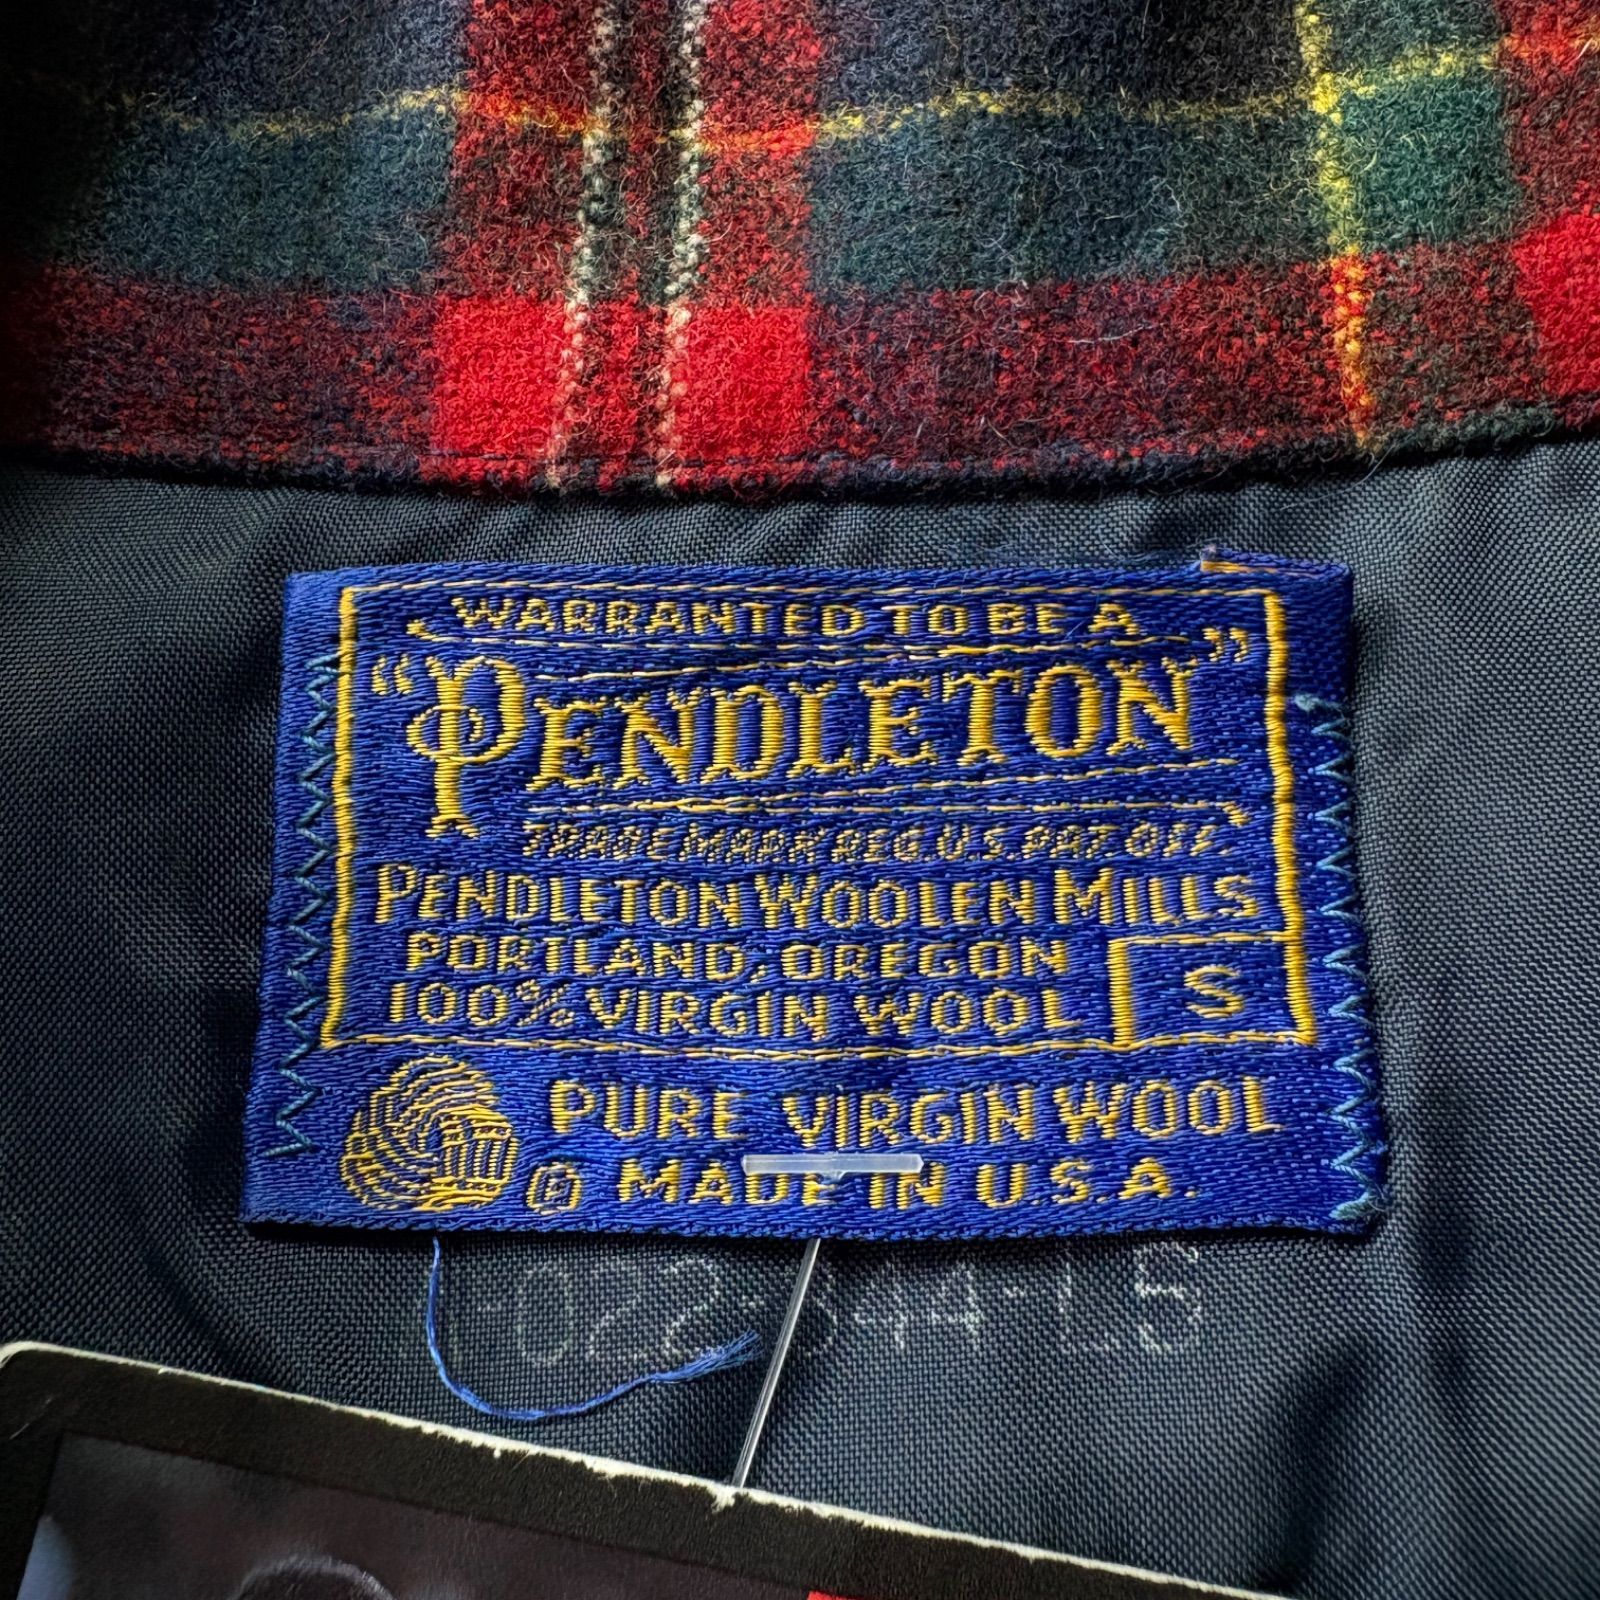 WARRANTED TO BE A
"PENDLETON"
TRADE MARK REG. U.S. PAT. OFF.
PENDLETON WOOLEN MILLS
PORTLAND, OREGON
100% VIRGIN WOOL
S
PURE VIRGIN WOOL
® MADE IN U.S.A.